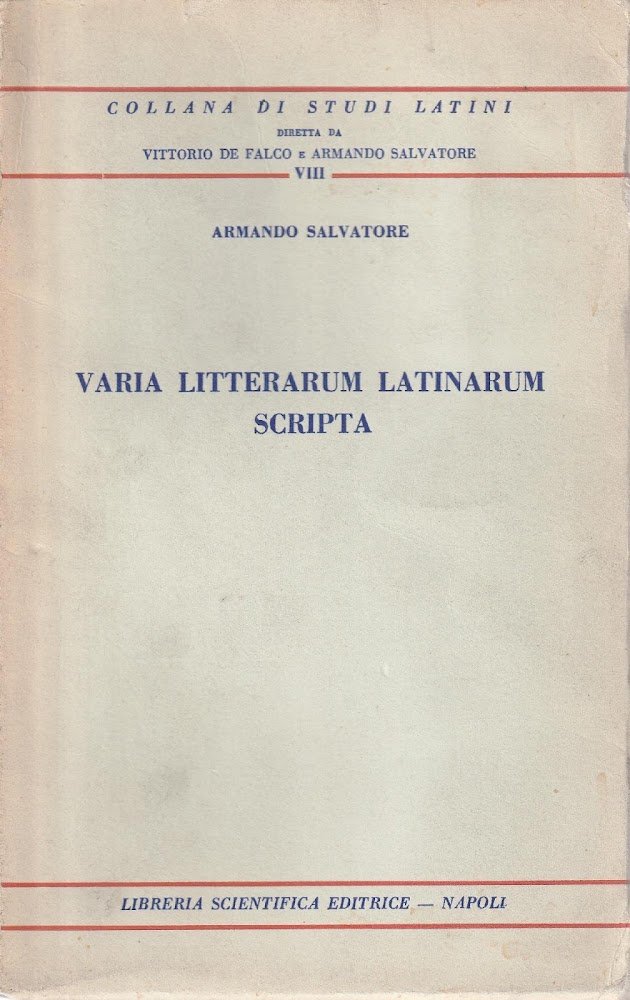 COLLANA DI STUDI LATINI
DIRETTA DA
VITTORIO DE FALCO E ARMANDO SALVATORE
VIII
ARMANDO SALVATORE
VARIA LITTERARUM LATINARUM
SCRIPTA
LIBRERIA SCIENTIFICA EDITRICE — NAPOLI